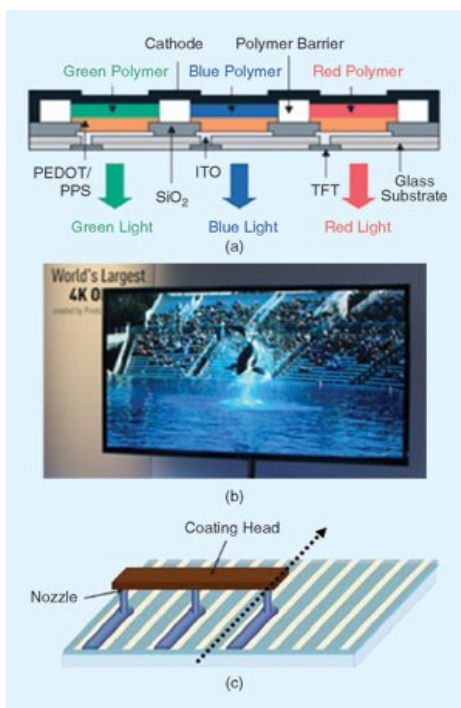 Cathode Polymer Barrier
Green Polymer Blue Polymer Red Polymer
PEDOT/
PPS
SiO2
ITO
TFT
Glass
Substrate
Green Light Blue Light Red Light
(a)
World's Largest
4K O
(b)
Coating Head
Nozzle
(c)